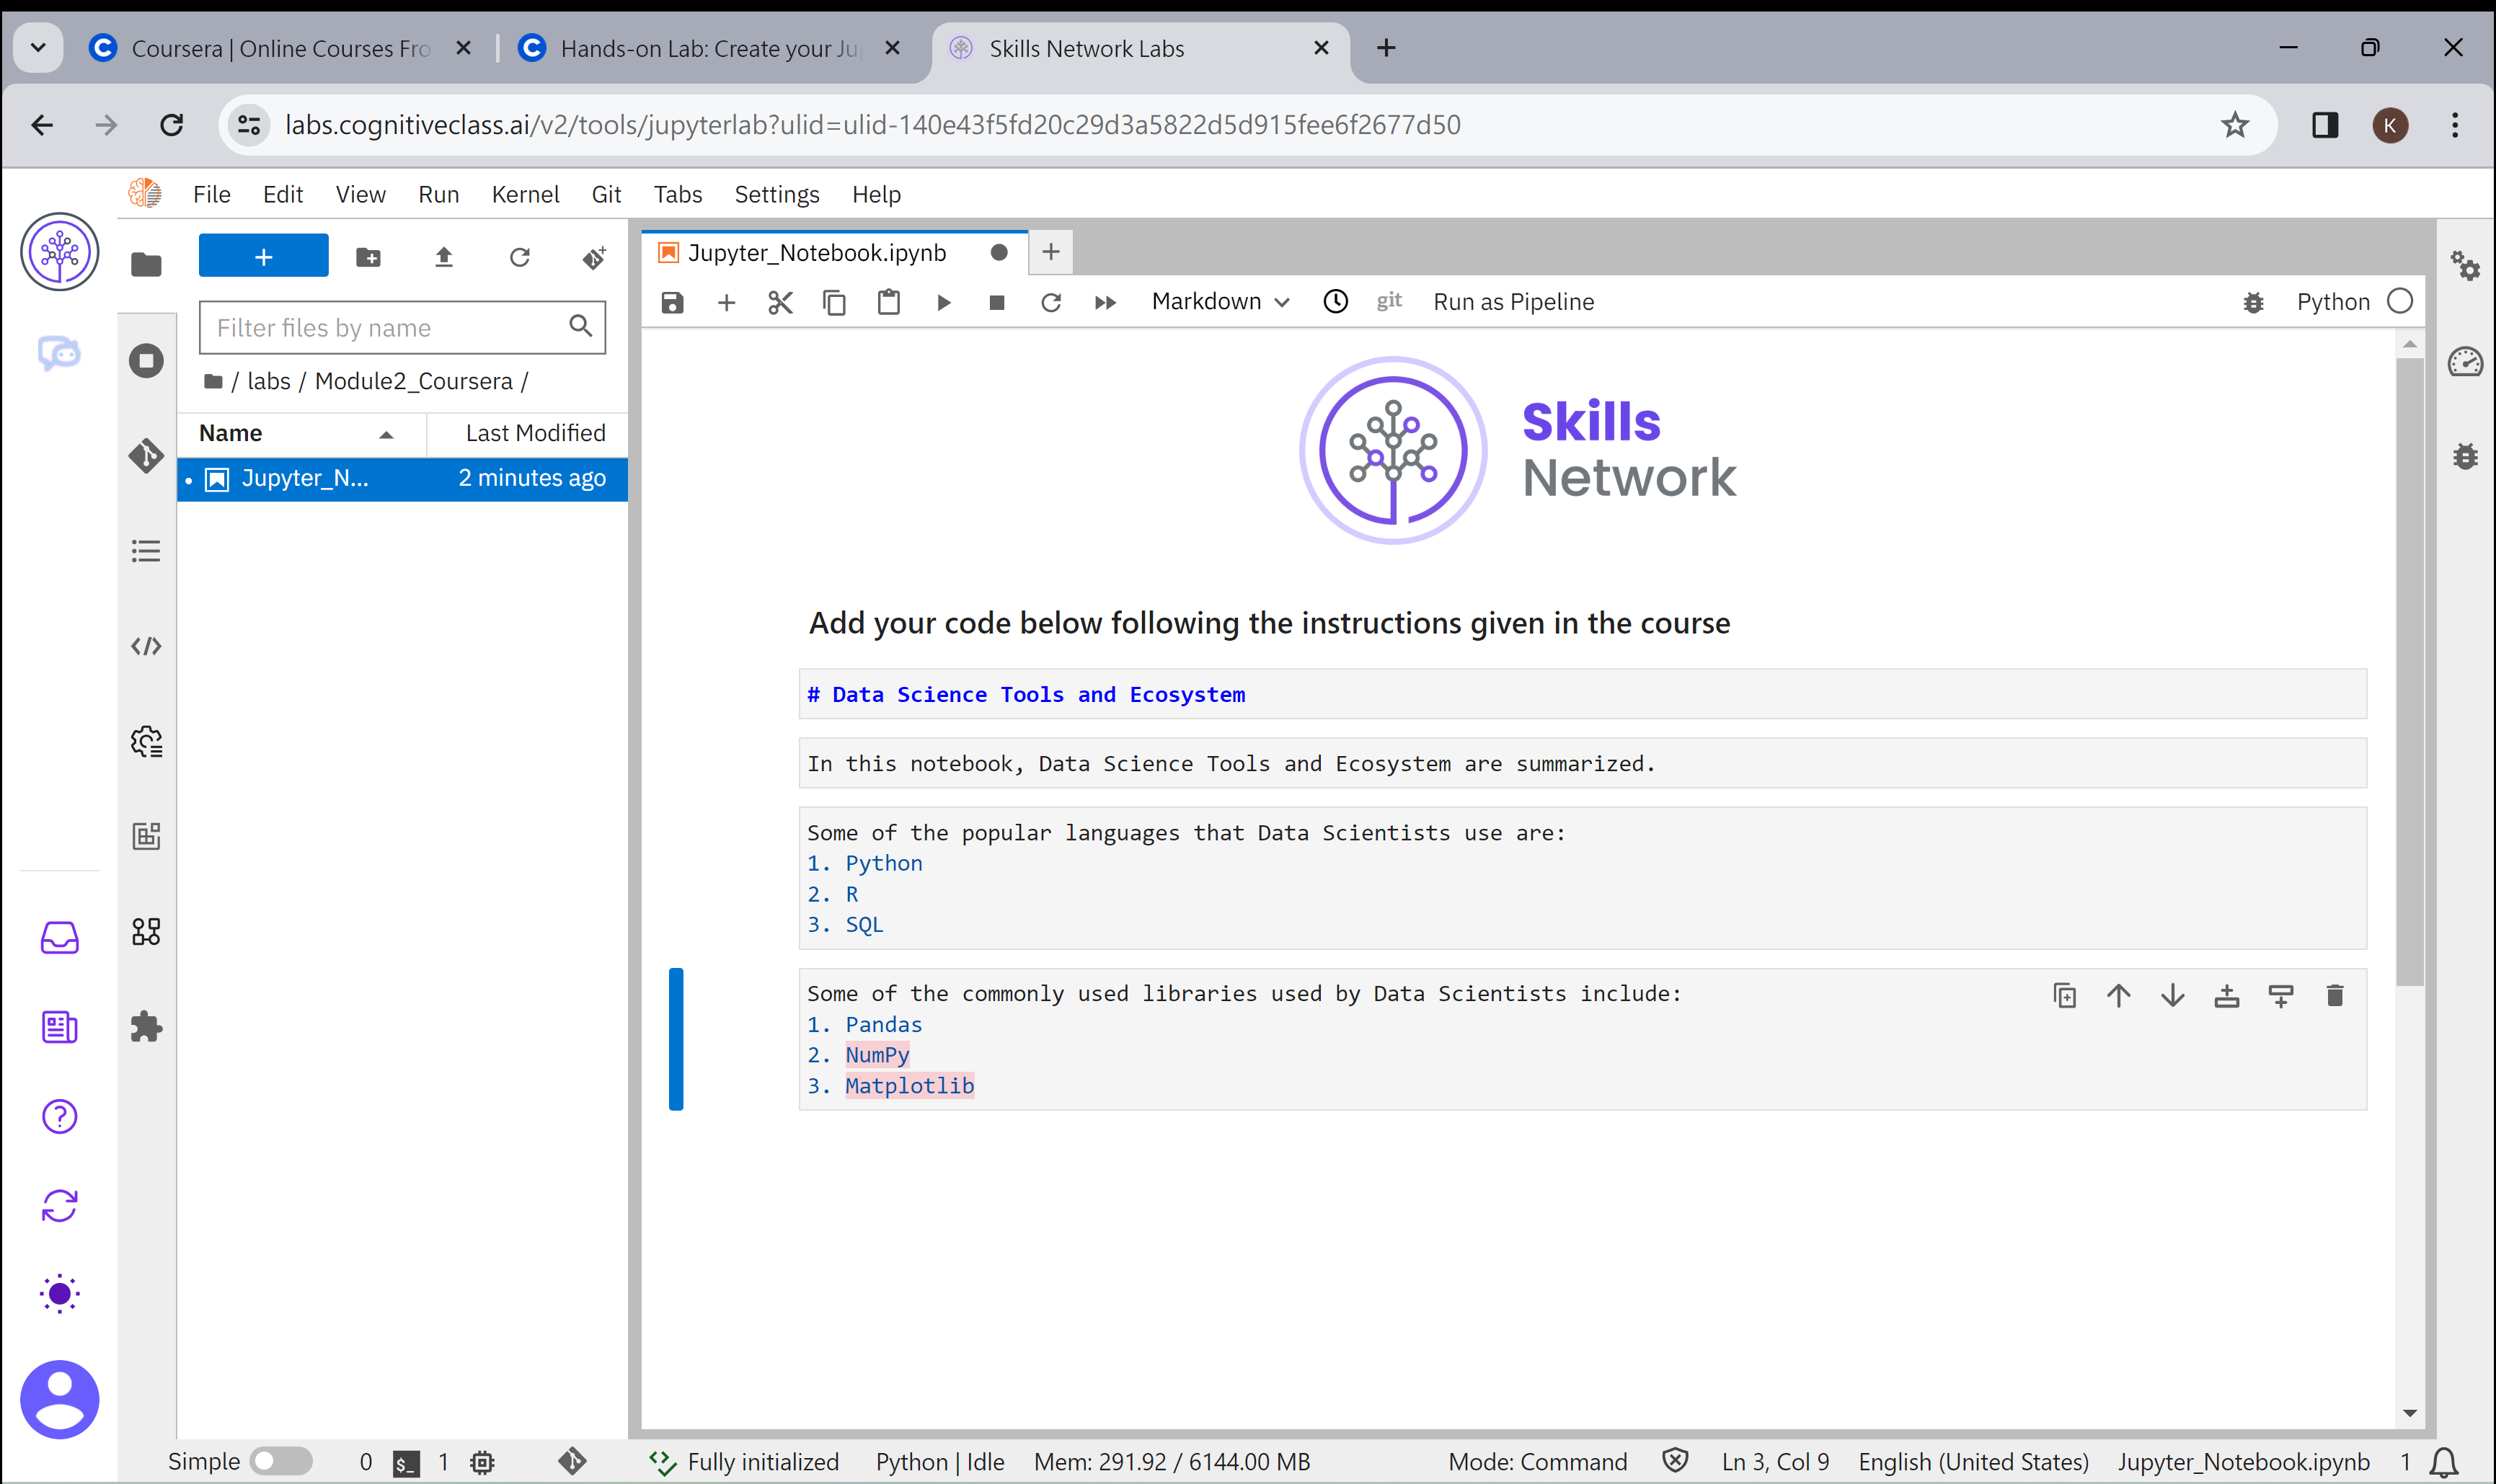 Coursera | Online Courses Fro
Hands-on Lab: Create your Ju
Skills Network Labs
labs.cognitiveclass.ai/v2/tools/jupyterlab?ulid=ulid-140e43f5fd20c29d3a5822d5d915fee6f2677d50
K
File Edit View Run Kernel Git Tabs Settings Help
Jupyter_Notebook.ipynb
Markdown git Run as Pipeline Python
Filter files by name
/ labs / Module2_Coursera /
Name Last Modified
Jupyter_N... 2 minutes ago
Skills
Network
Add your code below following the instructions given in the course
# Data Science Tools and Ecosystem
In this notebook, Data Science Tools and Ecosystem are summarized.
Some of the popular languages that Data Scientists use are:
1. Python
2. R
3. SQL
Some of the commonly used libraries used by Data Scientists include:
1. Pandas
2. NumPy
3. Matplotlib
Simple 0 $_ 1 Fully initialized Python | Idle Mem: 291.92 / 6144.00 MB Mode: Command Ln 3, Col 9 English (United States) Jupyter_Notebook.ipynb 1